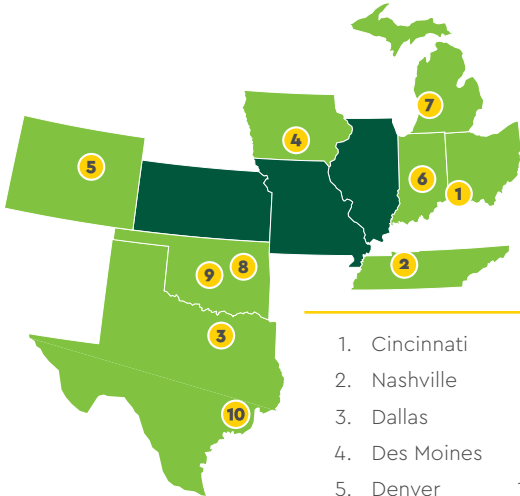 7
4
5
6
1
2
8
9
3
10
1. Cincinnati
2. Nashville
3. Dallas
4. Des Moines
5. Denver